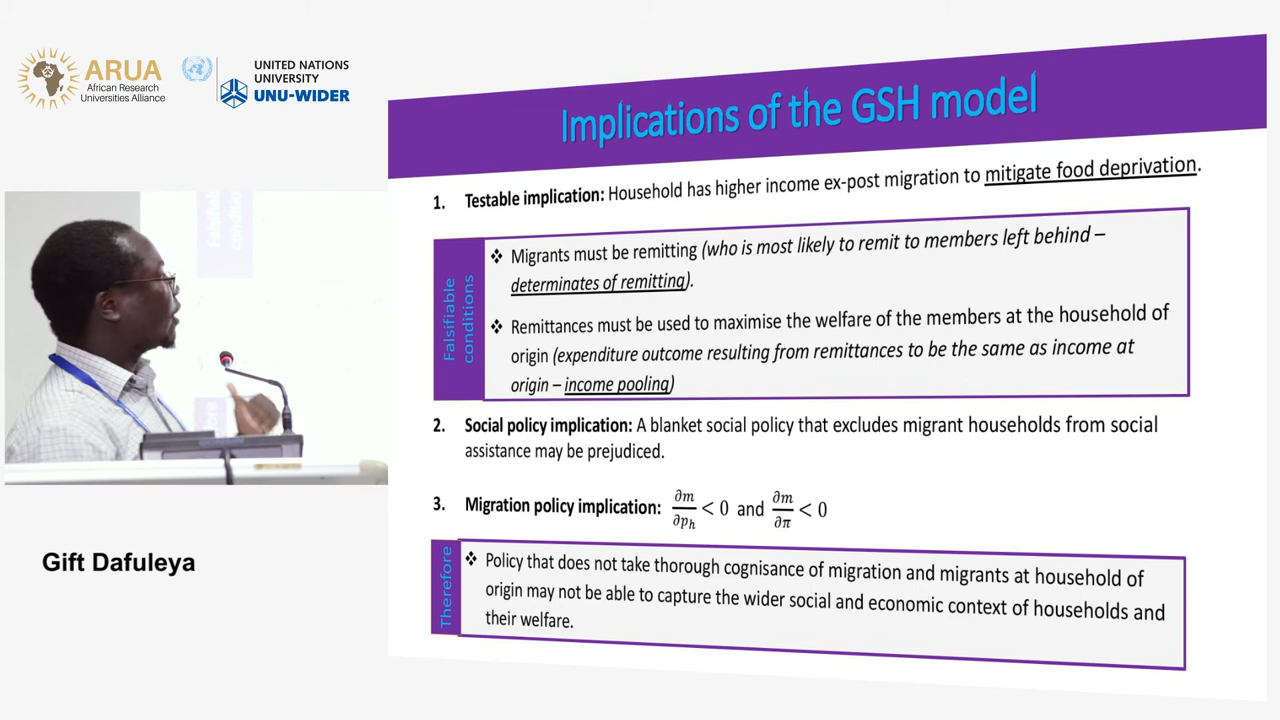 ARUA
African Research
Universities Alliance
UNITED NATIONS
UNIVERSITY
UNU-WIDER
Implications of the GSH model
1. Testable implication: Household has higher income ex-post migration to mitigate food deprivation.
Falsifiable
conditions
❖ Migrants must be remitting (who is most likely to remit to members left behind –
determinates of remitting).
❖ Remittances must be used to maximise the welfare of the members at the household of
origin (expenditure outcome resulting from remittances to be the same as income at
origin – income pooling)
2. Social policy implication: A blanket social policy that excludes migrant households from social
assistance may be prejudiced.
3. Migration policy implication: ∂m/∂pₕ < 0 and ∂m/∂π < 0
Therefore
❖ Policy that does not take thorough cognisance of migration and migrants at household of
origin may not be able to capture the wider social and economic context of households and
their welfare.
Gift Dafuleya